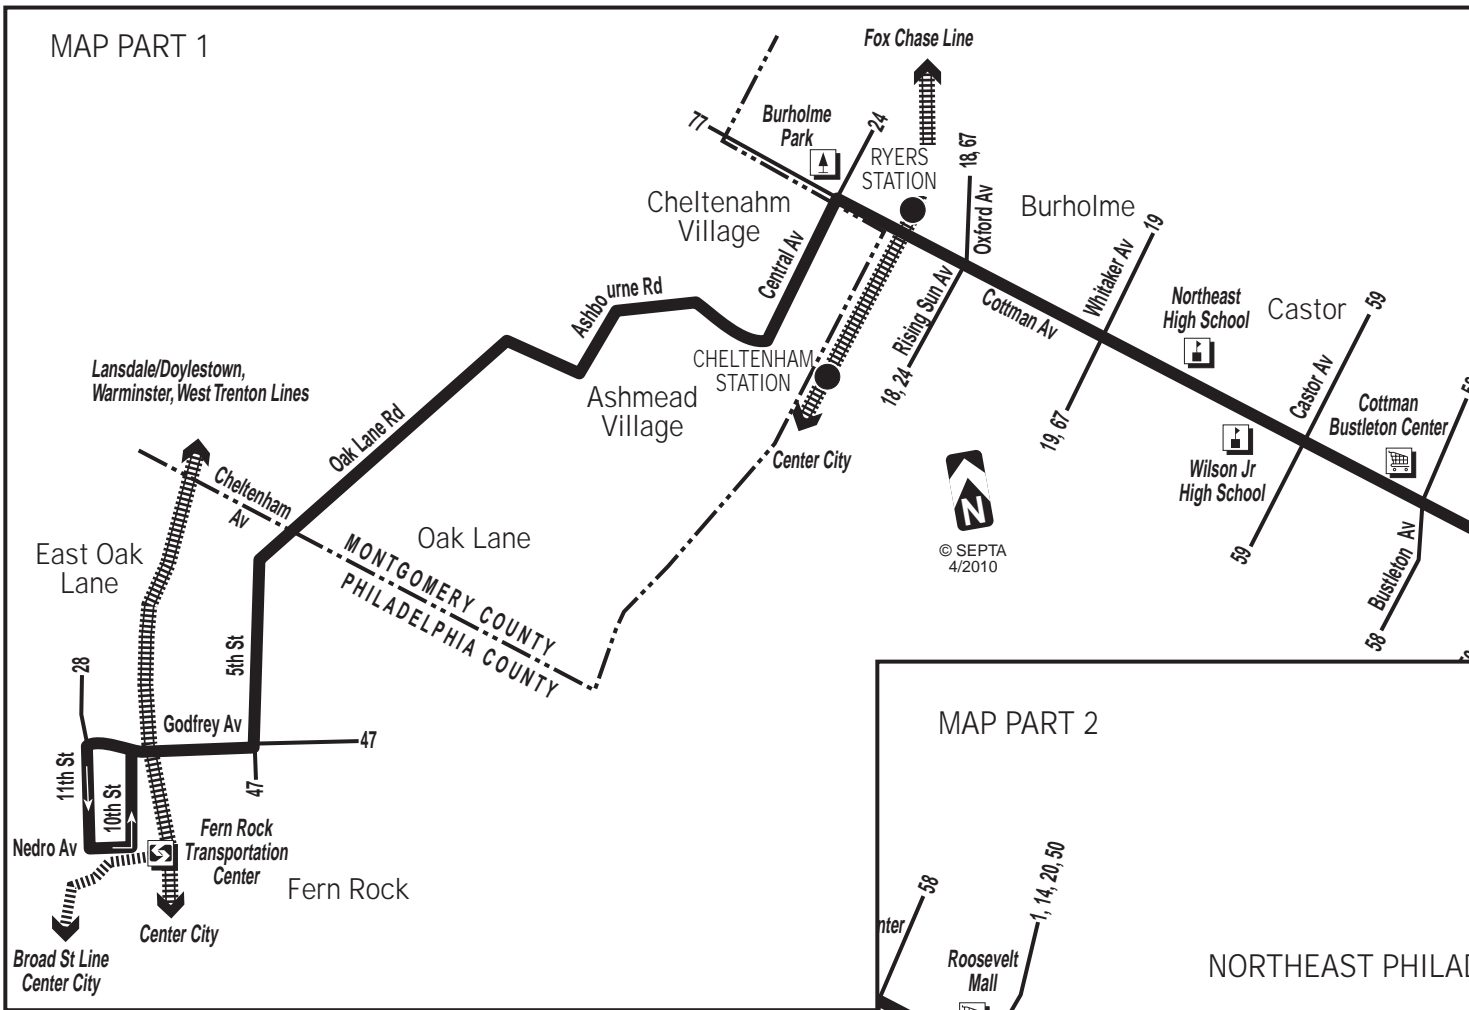 MAP PART 1
Fox Chase Line
77
Burholme
Park
24
RYERS
STATION
18, 67
Oxford Av
Burholme
Cheltenahm
Village
Central Av
Whitaker Av
19
Ashbourne Rd
Rising Sun Av
Cottman Av
Northeast
High School
Castor
59
CHELTENHAM
STATION
18, 24
Castor Av
Lansdale/Doylestown,
Warminster, West Trenton Lines
Ashmead
Village
Cottman
Bustleton Center
Oak Lane Rd
19, 67
Center City
Wilson Jr
High School
Cheltenham
Av
N
© SEPTA
4/2010
59
Bustleton Av
58
East Oak
Lane
Oak Lane
MONTGOMERY COUNTY
PHILADELPHIA COUNTY
5th St
28
Godfrey Av
47
47
11th St
10th St
Nedro Av
Fern Rock
Transportation
Center
Fern Rock
Center City
Broad St Line
Center City
MAP PART 2
58
1, 14, 20, 50
nter
Roosevelt
Mall
NORTHEAST PHILAD